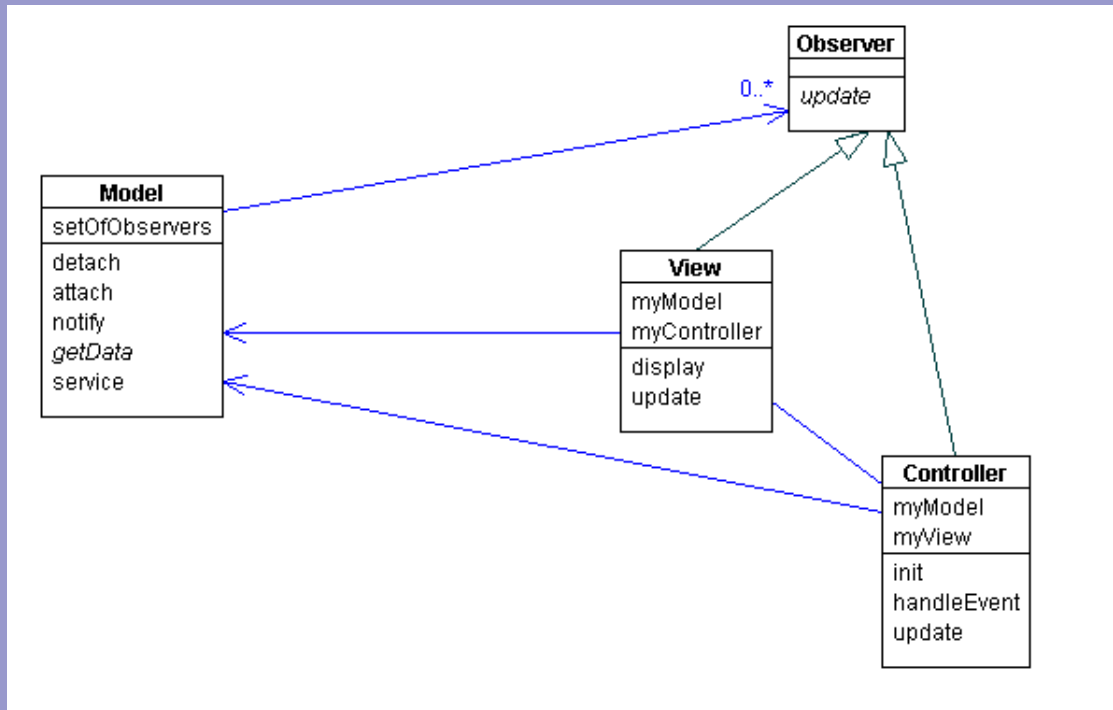 Observer
update
0..*
Model
setOfObservers
detach
attach
notify
getData
service
View
myModel
myController
display
update
Controller
myModel
myView
init
handleEvent
update